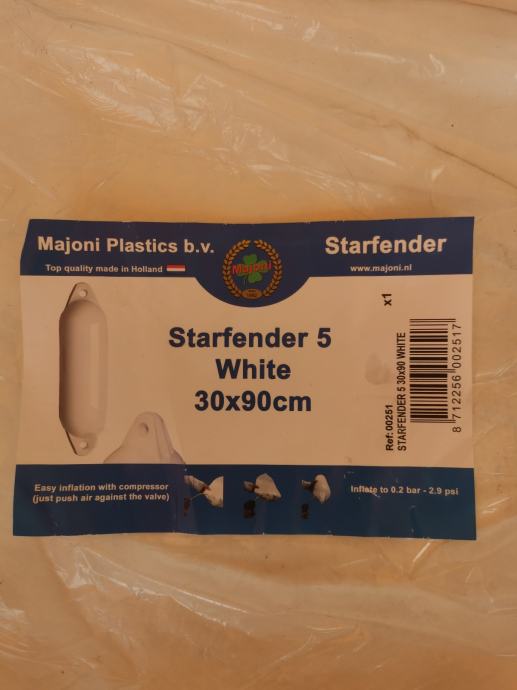 Majoni Plastics b.v.
Top quality made in Holland
Majoni
Starfender
www.majoni.nl
Starfender 5
White
30x90cm
x1
Ref: 00251
STARFENDER 5 30x90 WHITE
8 712256 002517
Easy inflation with compressor
(just push air against the valve)
Inflate to 0.2 bar - 2.9 psi